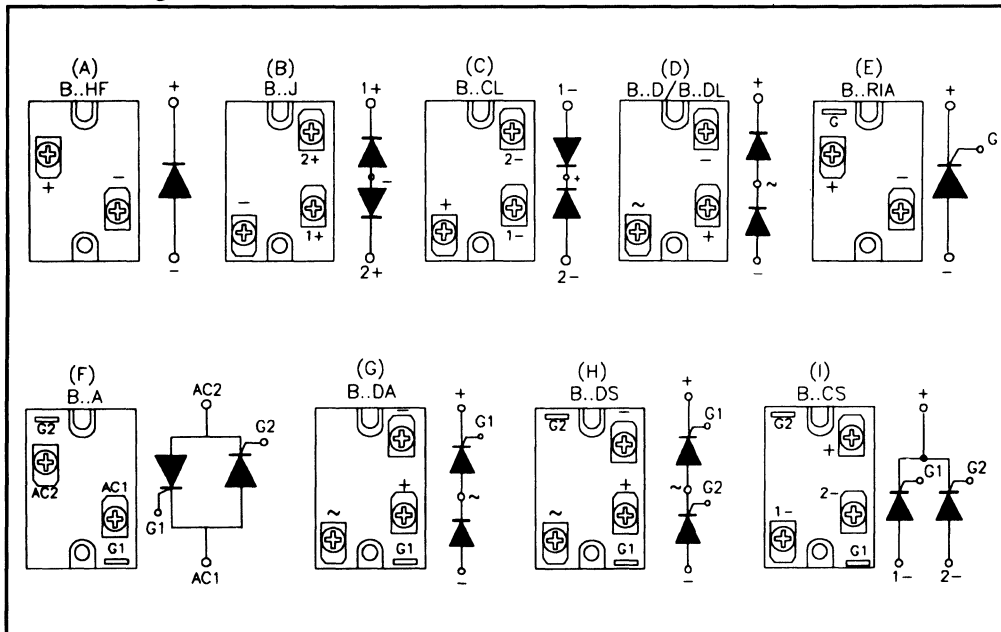 (A)
B..HF
+
-
+
-
(B)
B..J
2+
-
1+
1+
-
2+
(C)
B..CL
2-
+
1-
1-
+
2-
(D)
B..D/B..DL
-
~
+
+
~
-
(E)
B..RIA
G
+
-
+
G
-
(F)
B..A
G2
AC2
AC1
G1
AC2
G2
G1
AC1
(G)
B..DA
-
+
~
G1
+
G1
~
-
(H)
B..DS
G2
-
+
~
G1
+
G1
~
G2
-
(I)
B..CS
G2
+
2-
1-
G1
+
G1
G2
1-
2-